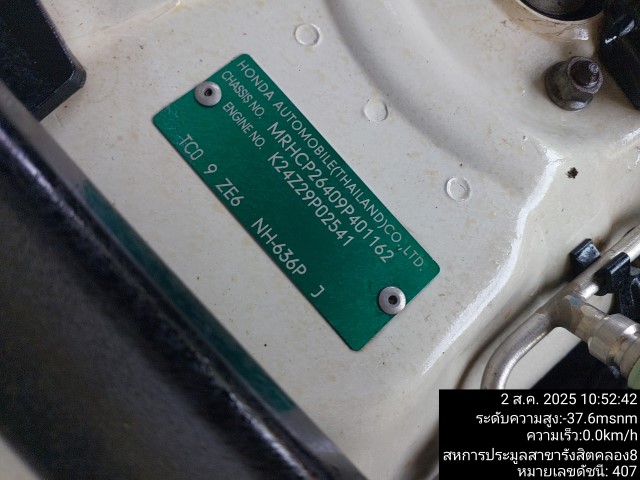 HONDA AUTOMOBILE(THAILAND)CO.,LTD.
CHASSIS NO. MRHCP26409P401162
ENGINE NO. K24Z29P02541
TC0 9 ZE6 NH-636P J
2 ส.ค. 2025 10:52:42
ระดับความสูง:-37.6msnm
ความเร็ว:0.0km/h
สหการประมูลสาขารังสิตคลอง8
หมายเลขดัชนี: 407